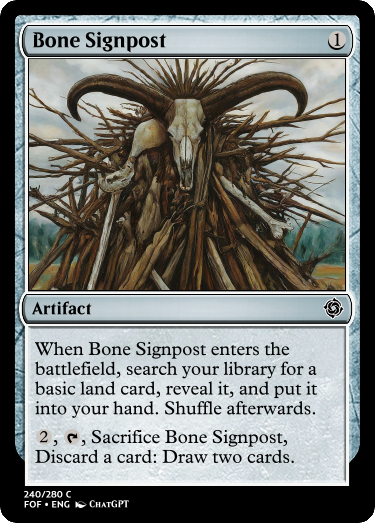 Bone Signpost 1
Artifact
When Bone Signpost enters the
battlefield, search your library for a
basic land card, reveal it, and put it
into your hand. Shuffle afterwards.
2 , , Sacrifice Bone Signpost,
Discard a card: Draw two cards.
240/280 C
FOF • ENG ChatGPT